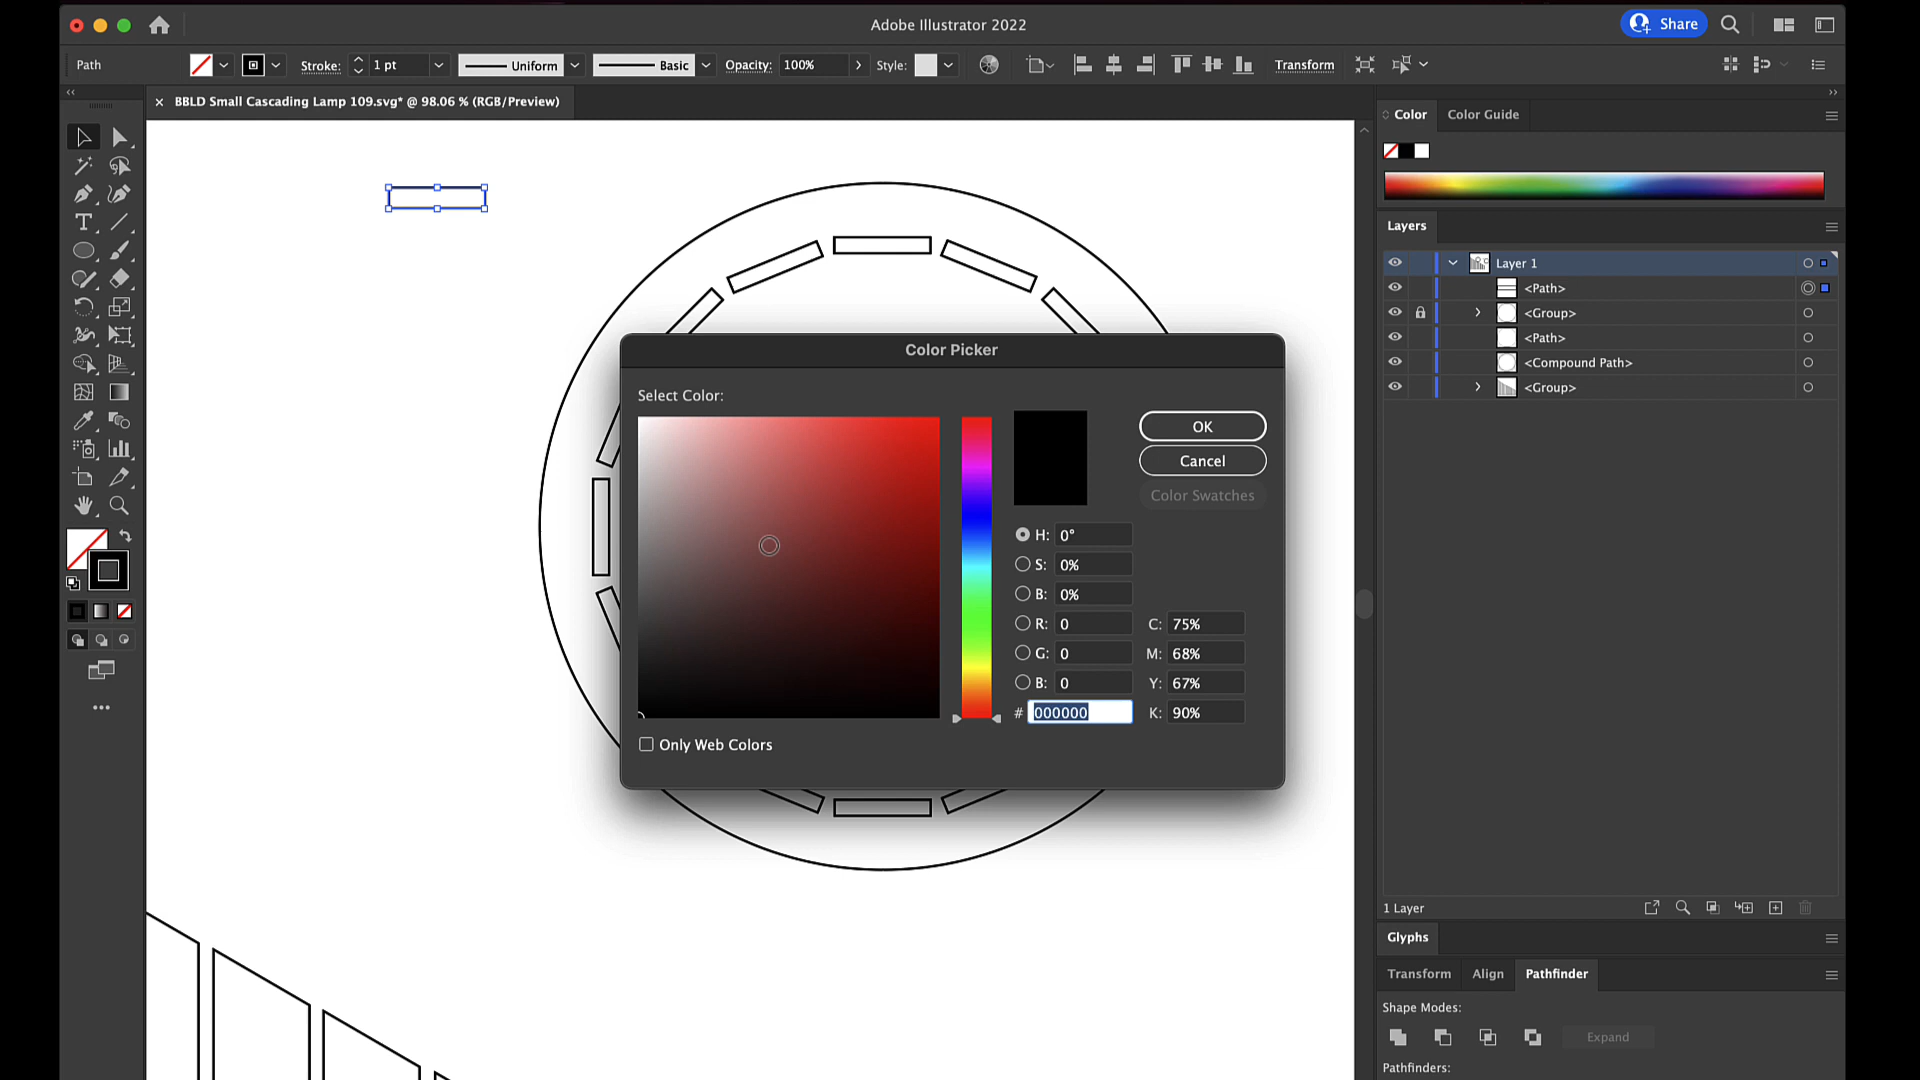 Adobe Illustrator 2022
Share
Path
Stroke:
1 pt
Uniform
Basic
Opacity:
100%
Style:
Transform
BBLD Small Cascading Lamp 109.svg* @ 98.06 % (RGB/Preview)
Color
Color Guide
Layers
Layer 1
<Path>
<Group>
<Path>
<Compound Path>
<Group>
Color Picker
Select Color:
OK
Cancel
Color Swatches
H: 0°
S: 0%
B: 0%
R: 0
C: 75%
G: 0
M: 68%
B: 0
Y: 67%
# 000000
K: 90%
Only Web Colors
1 Layer
Glyphs
Transform
Align
Pathfinder
Shape Modes:
Expand
Pathfinders: